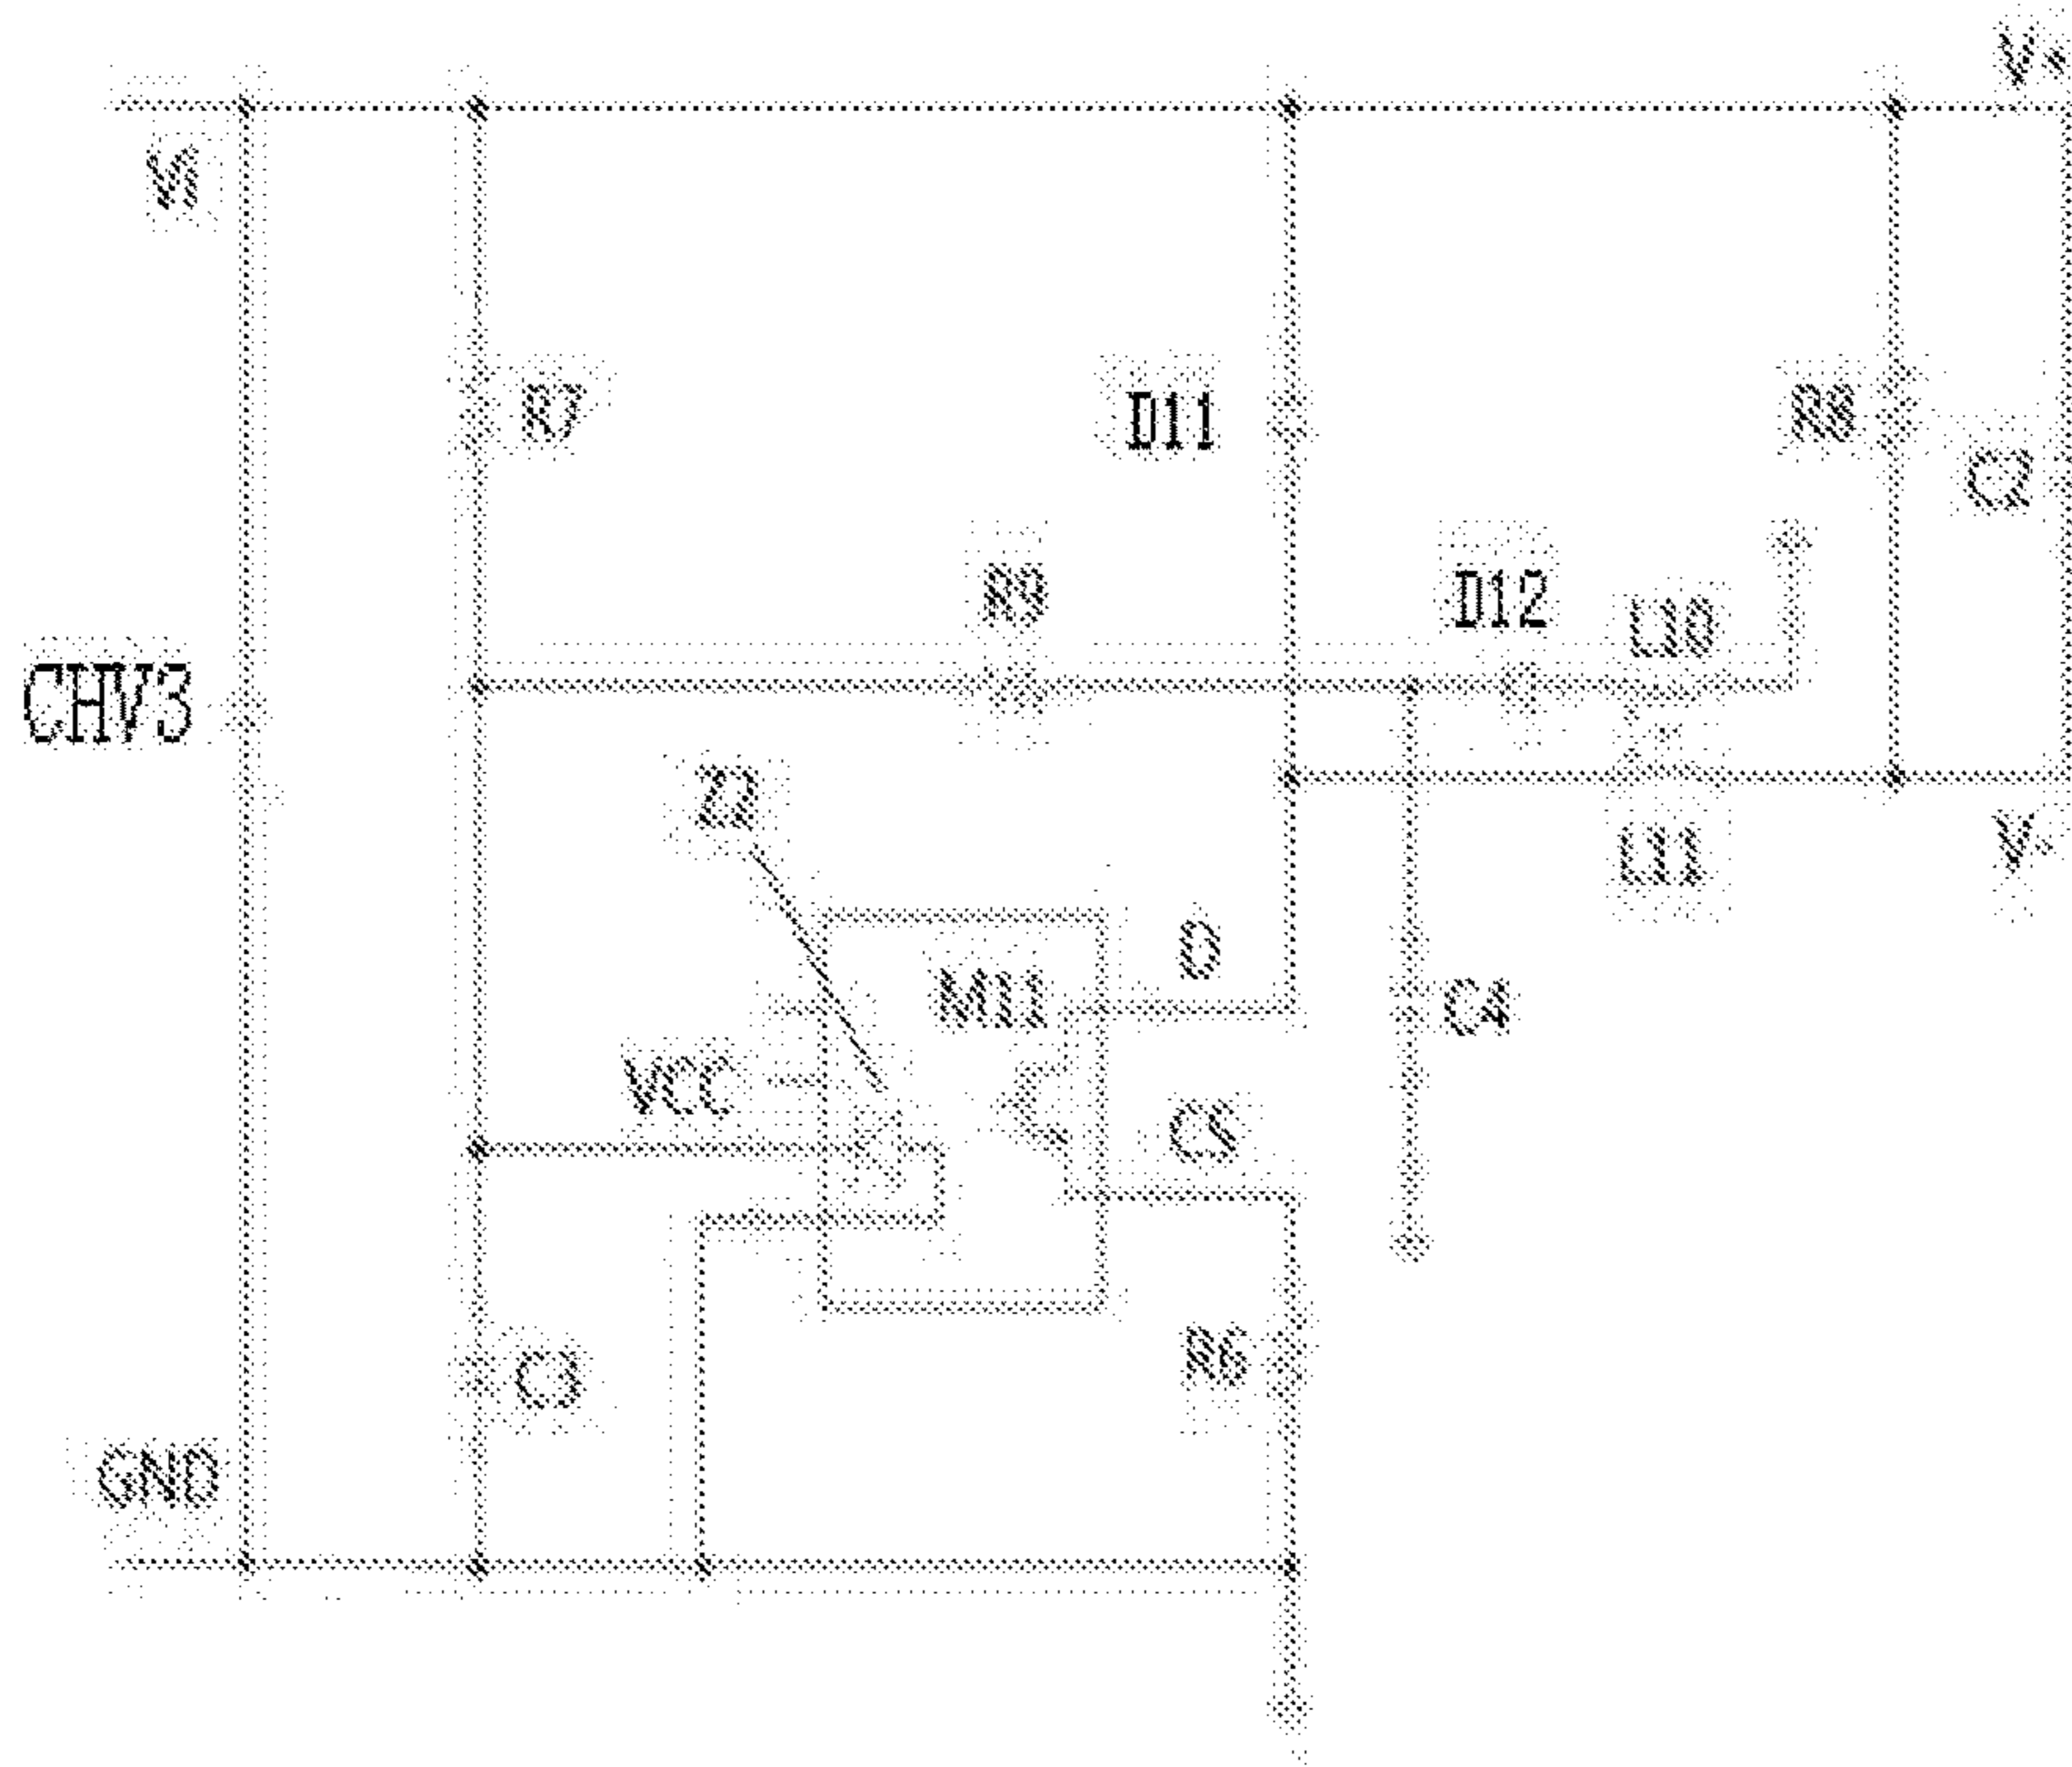 V+
Vi
R7
D11
R8
C2
R9
D12
L10
CHV3
Z2
L11
V-
D
M11
C4
VCC
CS
R6
C3
GND